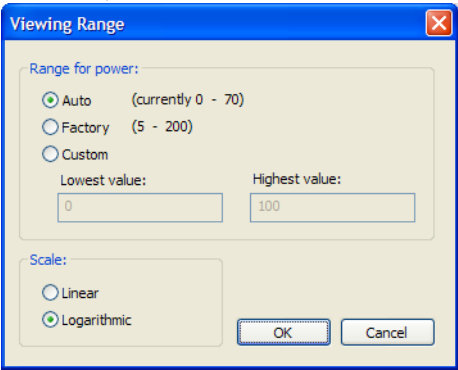 Viewing Range
Range for power:
Auto (currently 0 - 70)
Factory (5 - 200)
Custom
Lowest value: Highest value:
0 100
Scale:
Linear
Logarithmic
OK Cancel